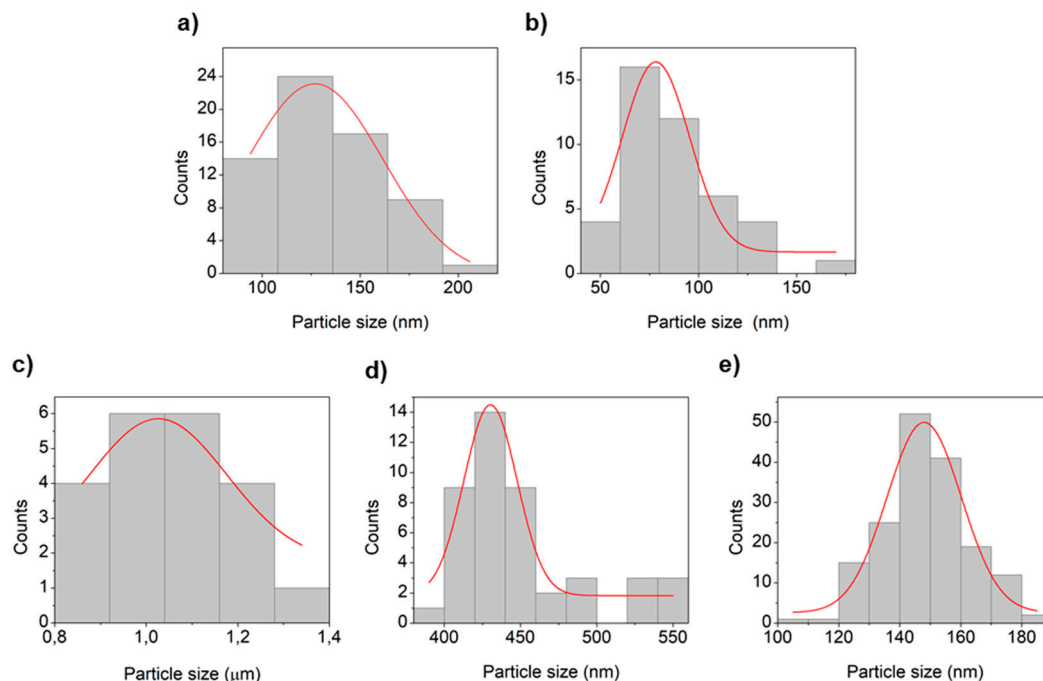 a)
24
20
16
12
8
4
0
Counts
100 150 200
Particle size (nm)
b)
15
10
5
0
Counts
50 100 150
Particle size (nm)
c)
6
5
4
3
2
1
0
Counts
0,8 1,0 1,2 1,4
Particle size (μm)
d)
14
12
10
8
6
4
2
0
Counts
400 450 500 550
Particle size (nm)
e)
50
40
30
20
10
0
Counts
100 120 140 160 180
Particle size (nm)